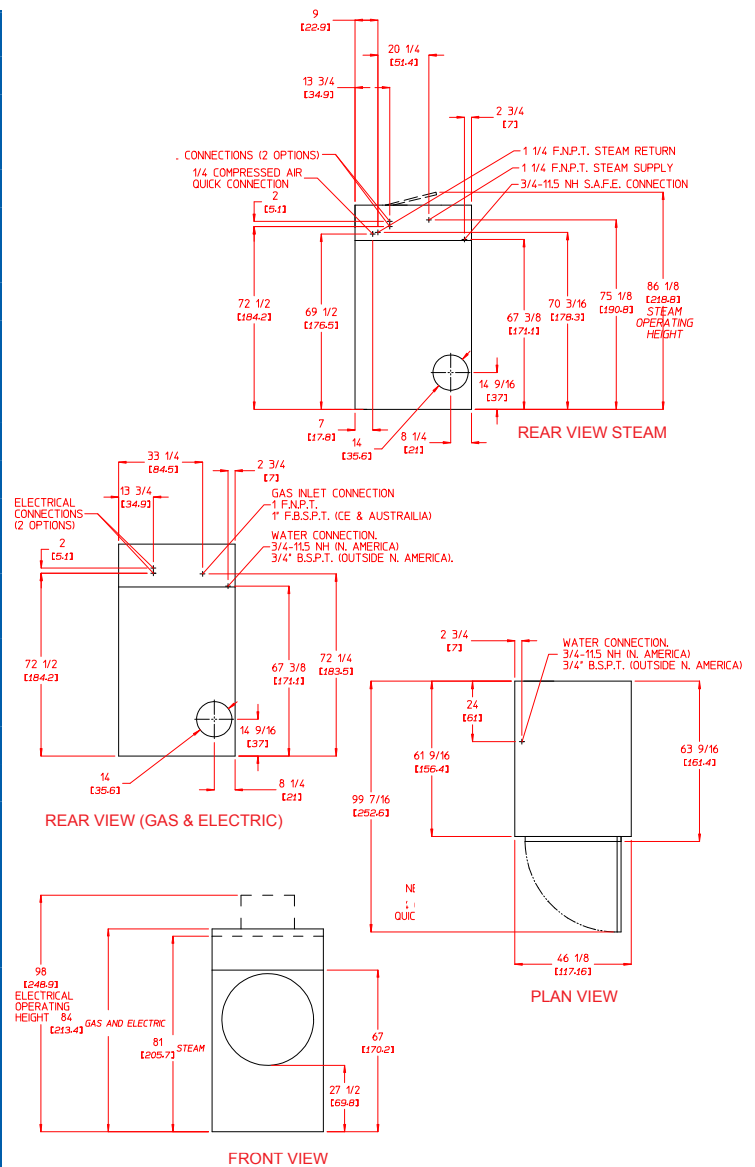 9
[22.9]
20 1/4
[51.4]
13 3/4
[34.9]
2 3/4
[7]
. CONNECTIONS (2 OPTIONS)
1/4 COMPRESSED AIR
QUICK CONNECTION
1 1/4 F.N.P.T. STEAM RETURN
1 1/4 F.N.P.T. STEAM SUPPLY
3/4-11.5 NH S.A.F.E. CONNECTION
2
[5.1]
72 1/2
[184.2]
69 1/2
[176.5]
67 3/8
[171.1]
70 3/16
[178.3]
75 1/8
[190.8]
86 1/8
[218.8]
STEAM
OPERATING
HEIGHT
14 9/16
[37]
7
[17.8]
14
[35.6]
8 1/4
[21]
REAR VIEW STEAM
33 1/4
[84.5]
13 3/4
[34.9]
2 3/4
[7]
ELECTRICAL
CONNECTIONS
(2 OPTIONS)
GAS INLET CONNECTION
1 F.N.P.T.
1" F.B.S.P.T. (CE & AUSTRAILIA)
WATER CONNECTION.
3/4-11.5 NH (N. AMERICA)
3/4" B.S.P.T. (OUTSIDE N. AMERICA).
2
[5.1]
72 1/2
[184.2]
67 3/8
[171.1]
72 1/4
[183.5]
14 9/16
[37]
14
[35.6]
8 1/4
[21]
REAR VIEW (GAS & ELECTRIC)
2 3/4
[7]
WATER CONNECTION.
3/4-11.5 NH (N. AMERICA)
3/4" B.S.P.T. (OUTSIDE N. AMERICA)
24
[61]
61 9/16
[156.4]
63 9/16
[161.4]
99 7/16
[252.6]
46 1/8
[117.16]
PLAN VIEW
98
[248.9]
ELECTRICAL
OPERATING
HEIGHT
84
[213.4]
GAS AND ELECTRIC
81
[205.7]
STEAM
67
[170.2]
27 1/2
[69.8]
FRONT VIEW